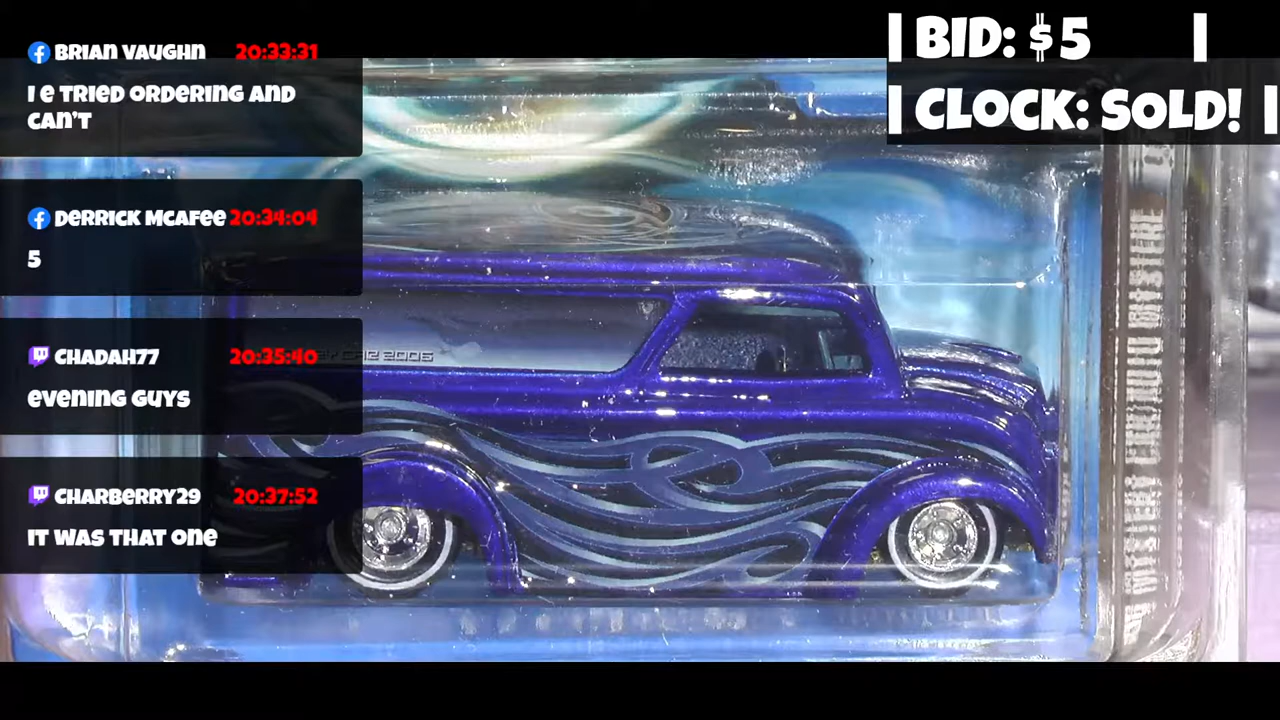 BRIAN VAUGHN 20:33:31
I E TRIED ORDERING AND
CAN'T
DERRICK MCAFEE 20:34:04
5
CHADAH77 20:35:40
EVENING GUYS
CHARBERRY29 20:37:52
IT WAS THAT ONE
| BID: $5 |
| CLOCK: SOLD! |
2006